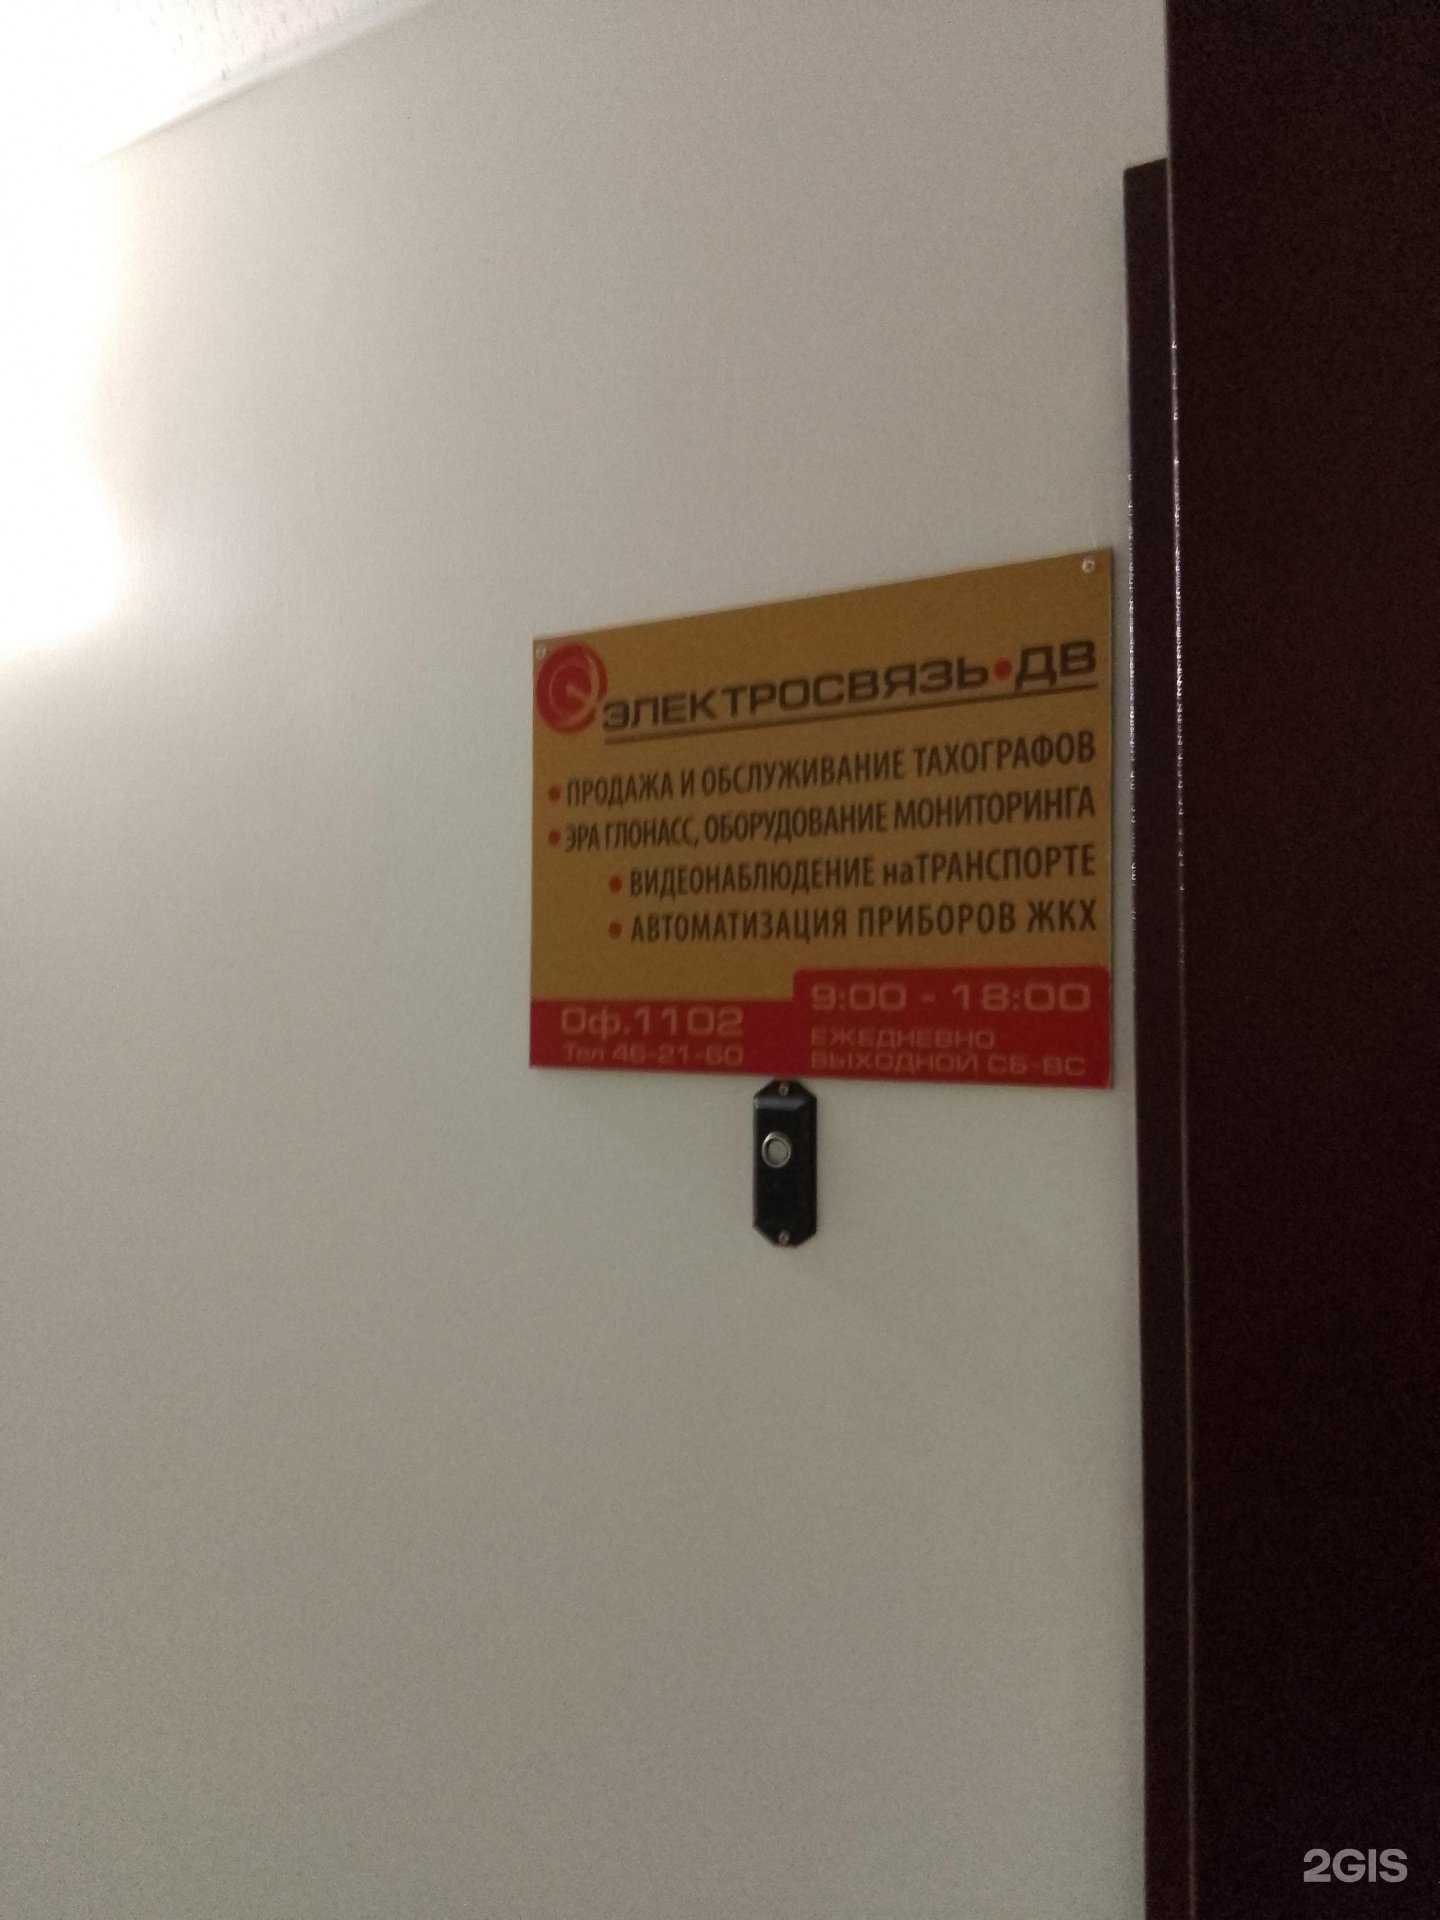 ЭЛЕКТРОСВЯЗЬ•ДВ
• ПРОДАЖА И ОБСЛУЖИВАНИЕ ТАХОГРАФОВ
• ЭРА ГЛОНАСС, ОБОРУДОВАНИЕ МОНИТОРИНГА
• ВИДЕОНАБЛЮДЕНИЕ наТРАНСПОРТЕ
• АВТОМАТИЗАЦИЯ ПРИБОРОВ ЖКХ
Оф.1102
Тел 46-21-60
9:00 - 18:00
ЕЖЕДНЕВНО
ВЫХОДНОЙ СБ-ВС
2GIS